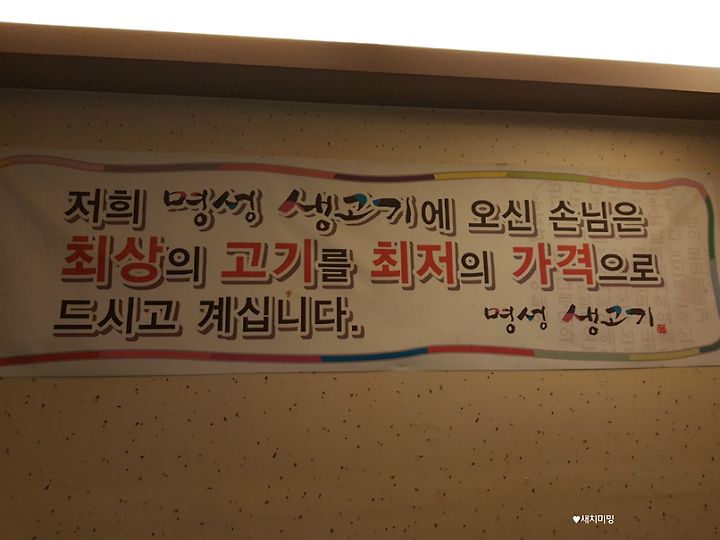 저희 명성 생고기에 오신 손님은
최상의 고기를 최저의 가격으로
드시고 계십니다.
명성 생고기
♥새치미밍